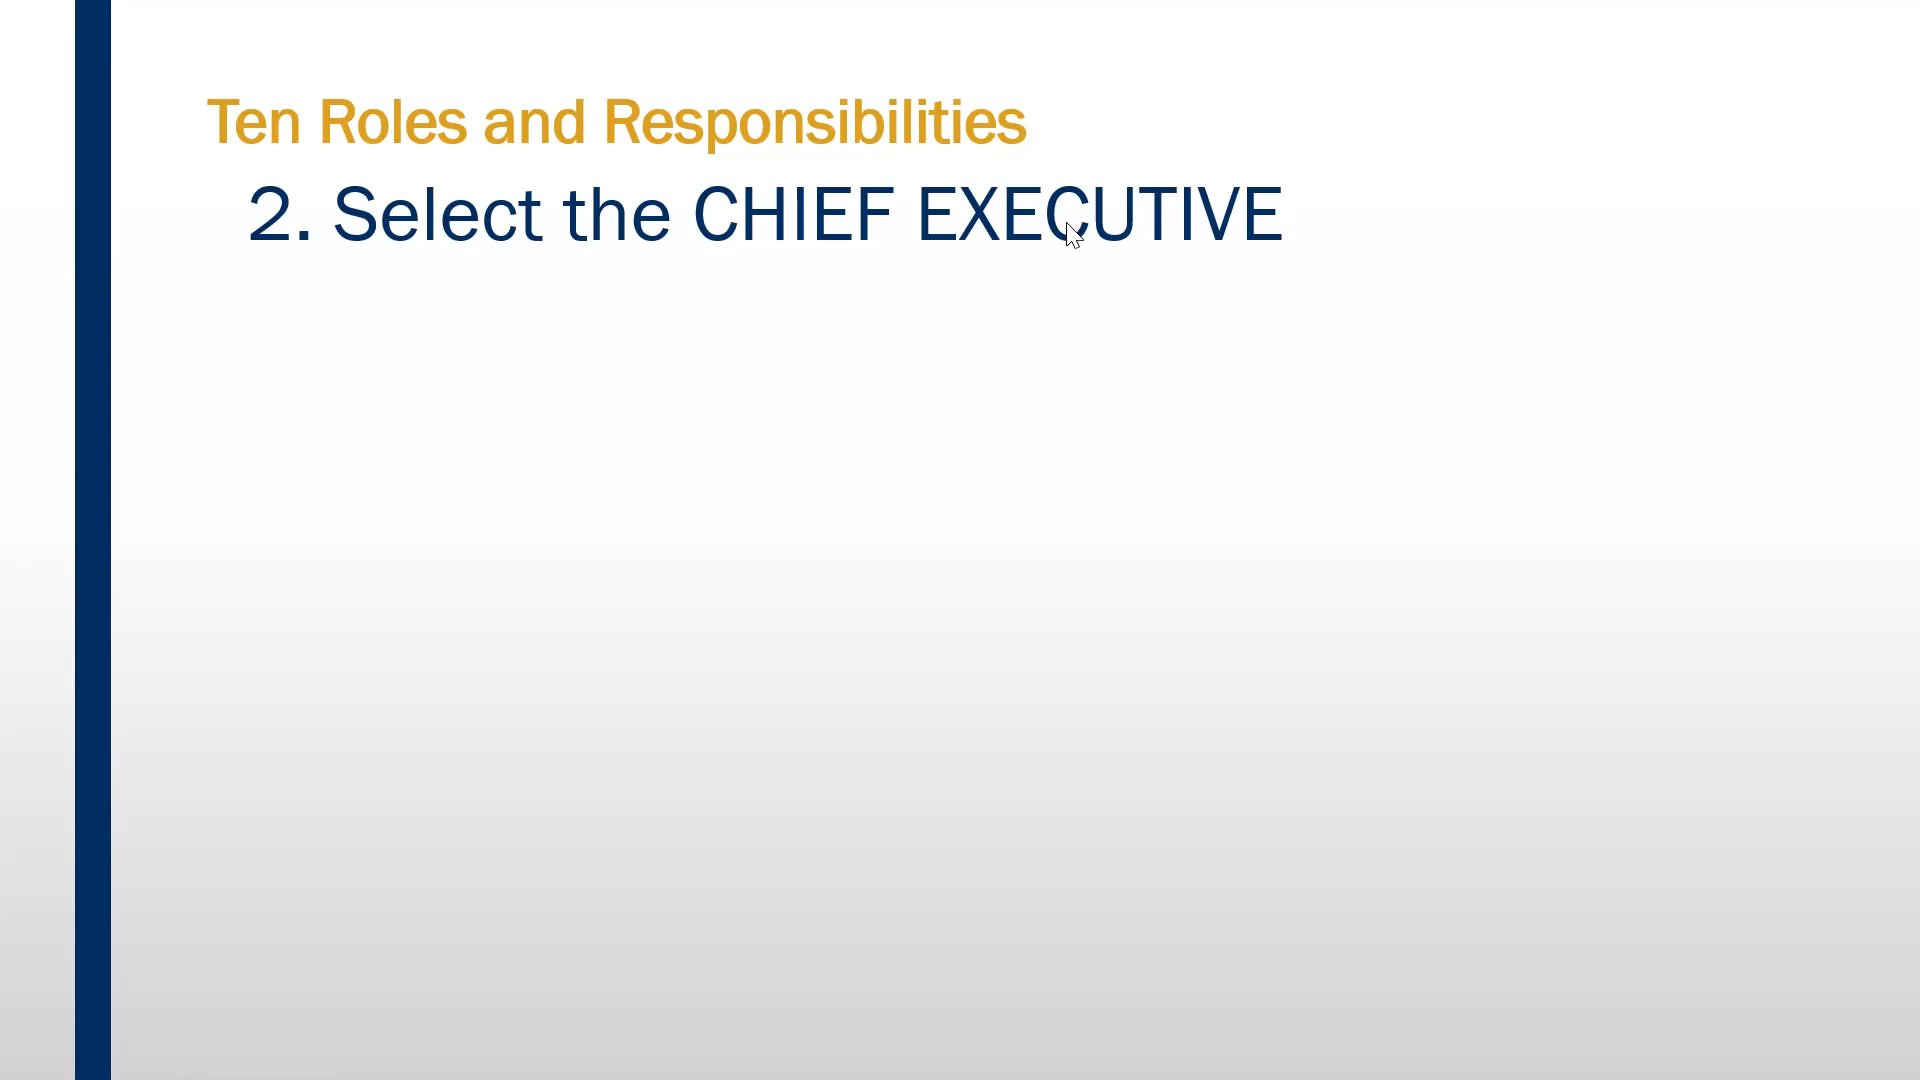 Ten Roles and Responsibilities
2. Select the CHIEF EXECUTIVE